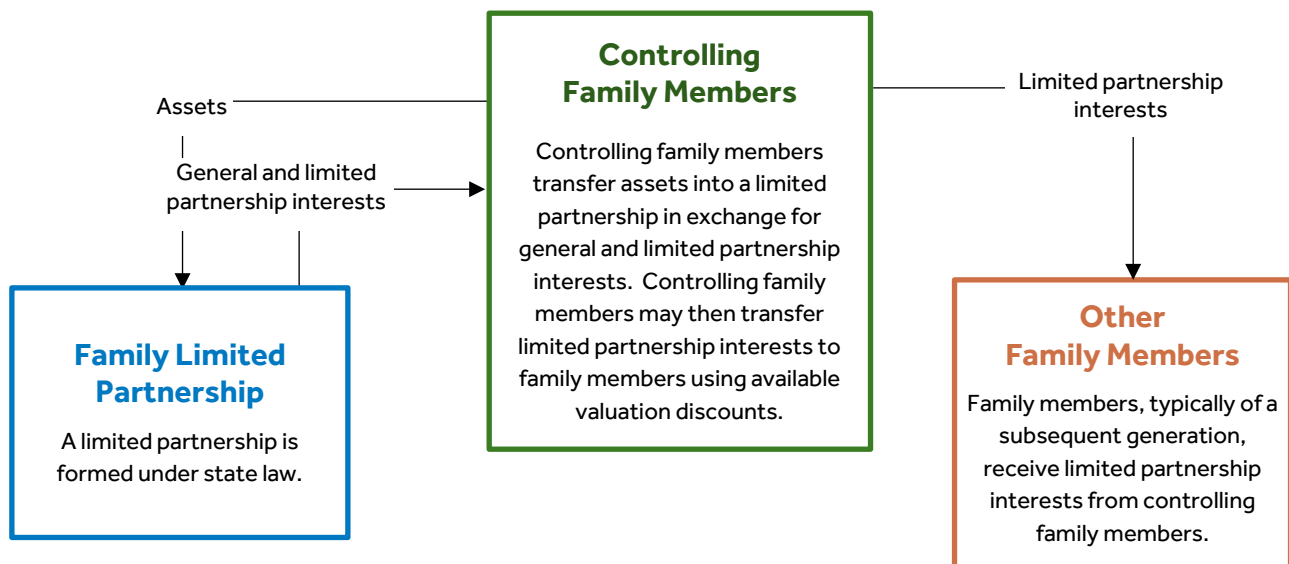 Controlling
Family Members
Controlling family members
transfer assets into a limited
partnership in exchange for
general and limited partnership
interests.  Controlling family
members may then transfer
limited partnership interests to
family members using available
valuation discounts.
Assets
General and limited
partnership interests
Limited partnership
interests
Family Limited
Partnership
A limited partnership is
formed under state law.
Other
Family Members
Family members, typically of a
subsequent generation,
receive limited partnership
interests from controlling
family members.